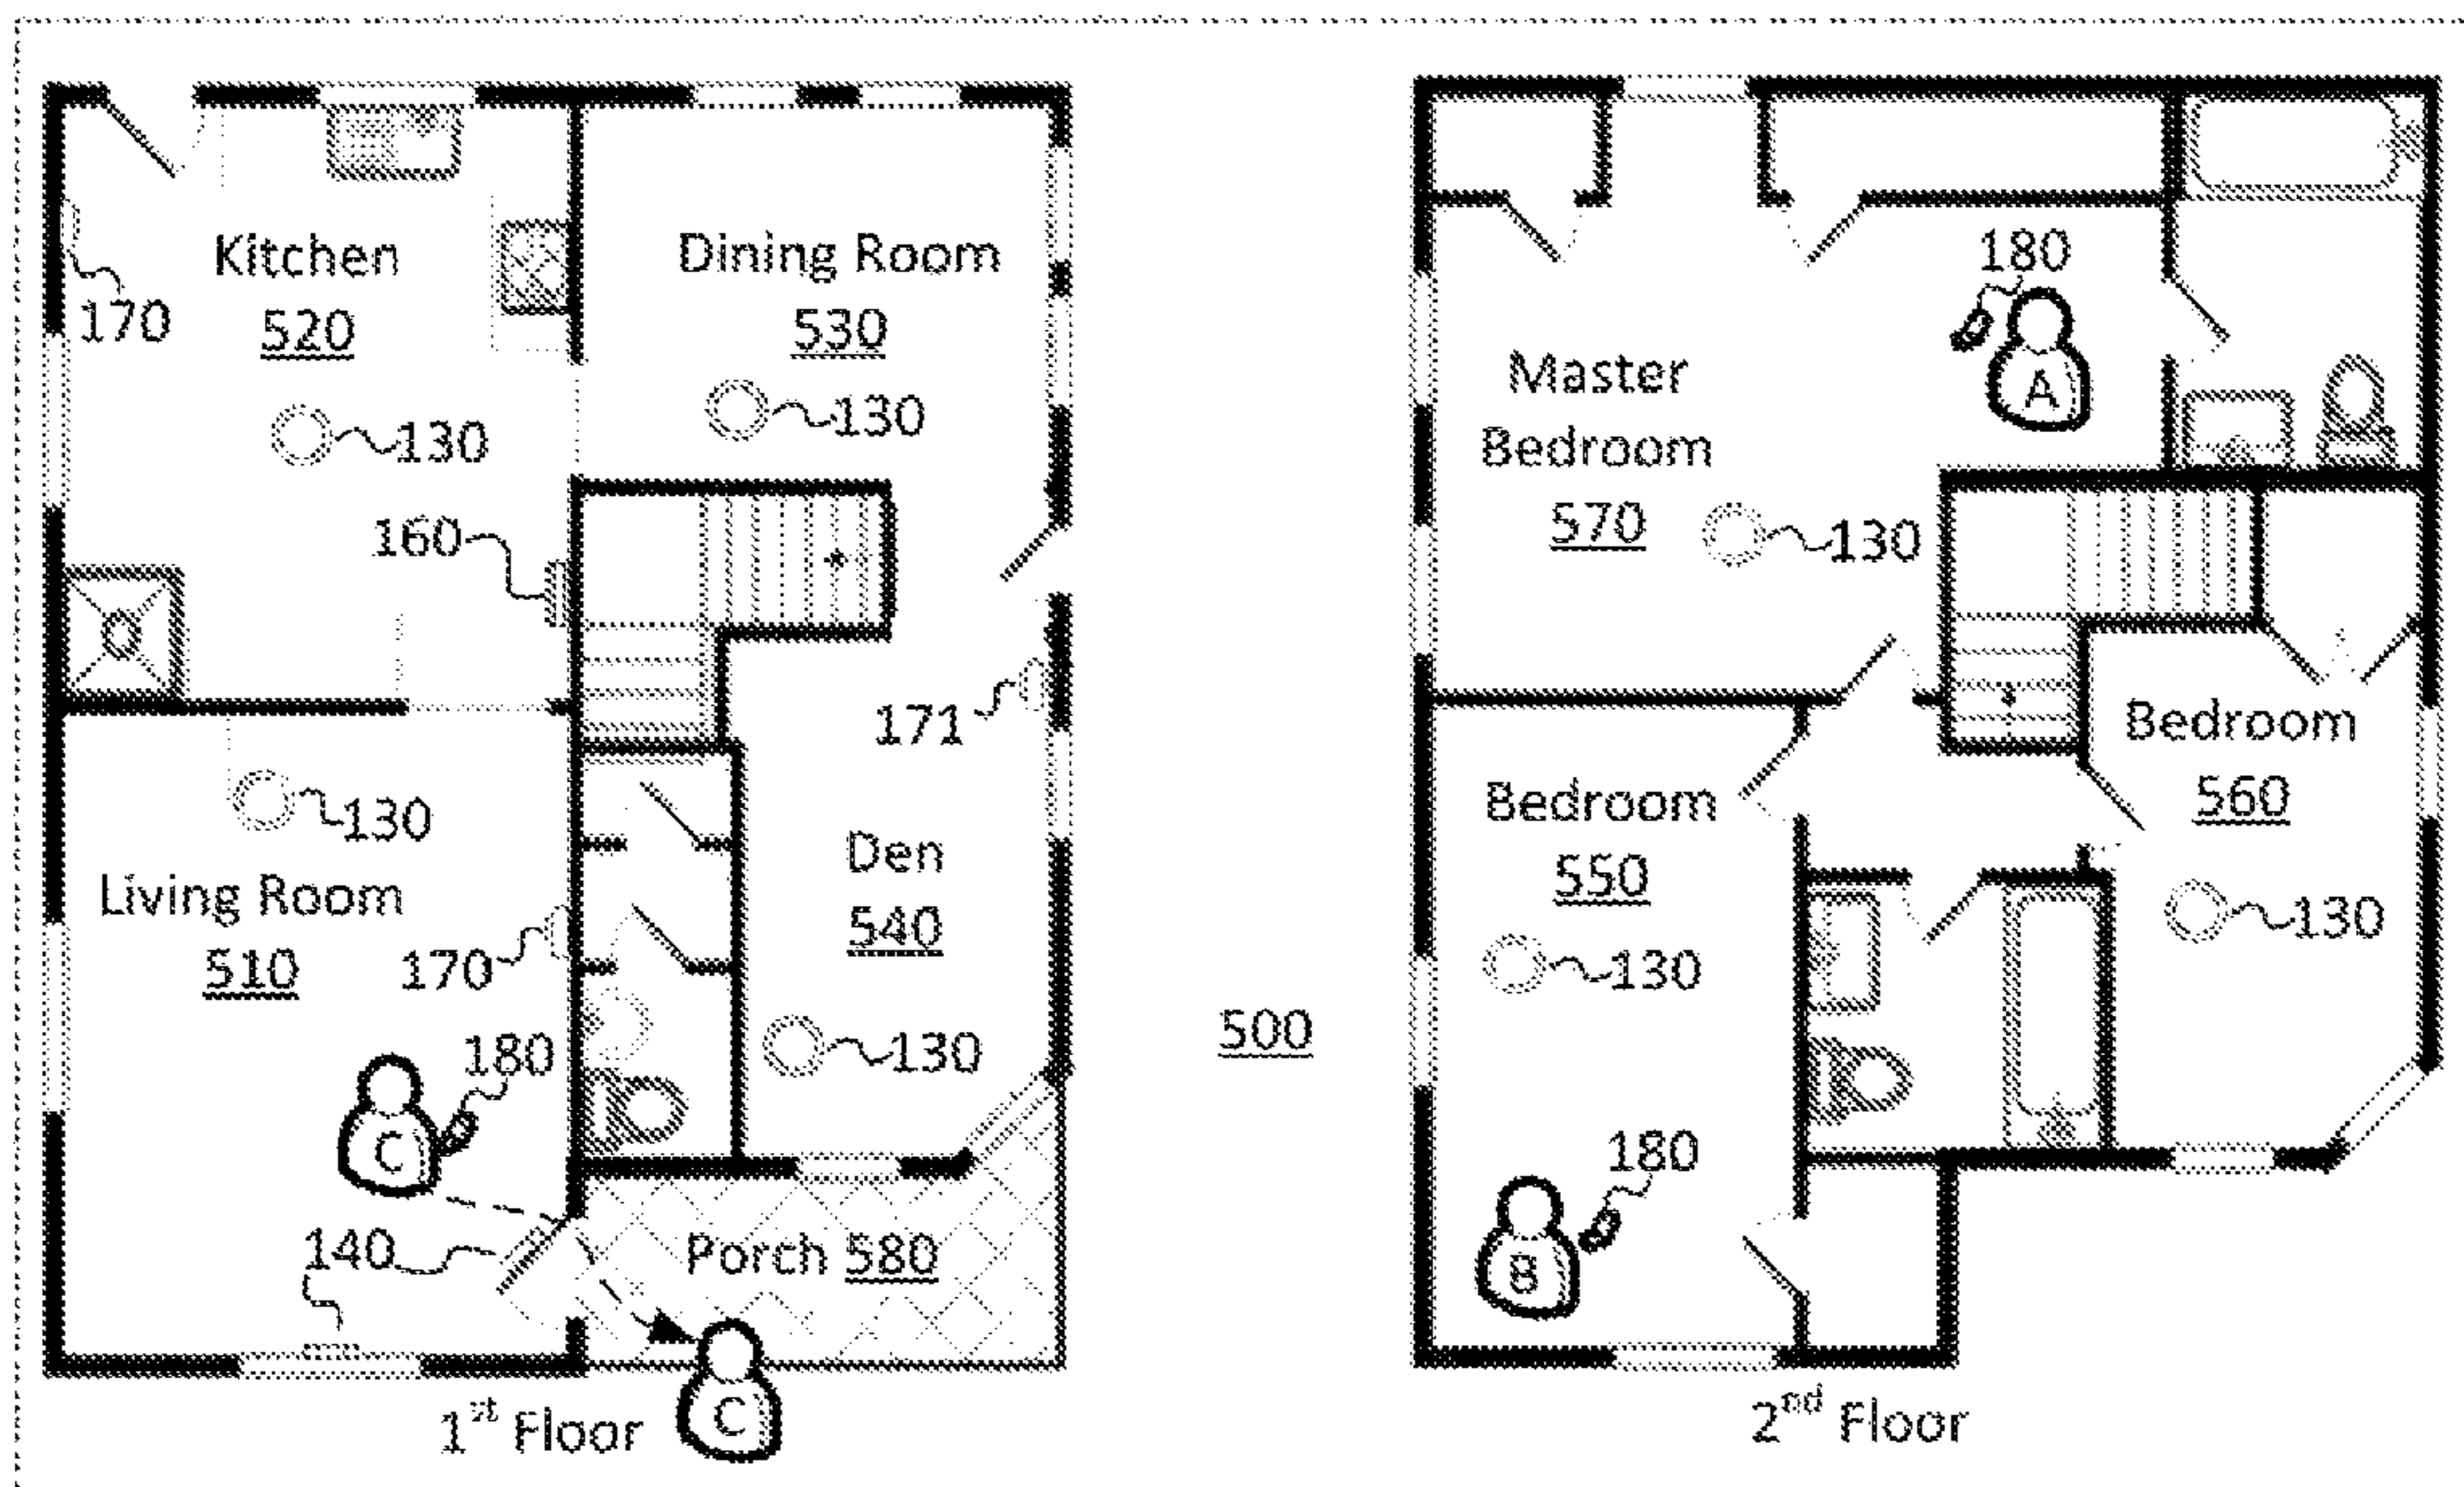 Kitchen
520
170
130
160
Dining Room
530
130
171
130
Living Room
510
170
Den
540
130
180
C
140
Porch 580
C
1st Floor
500
180
A
Master
Bedroom
570
130
Bedroom
560
130
Bedroom
550
130
180
B
2nd Floor